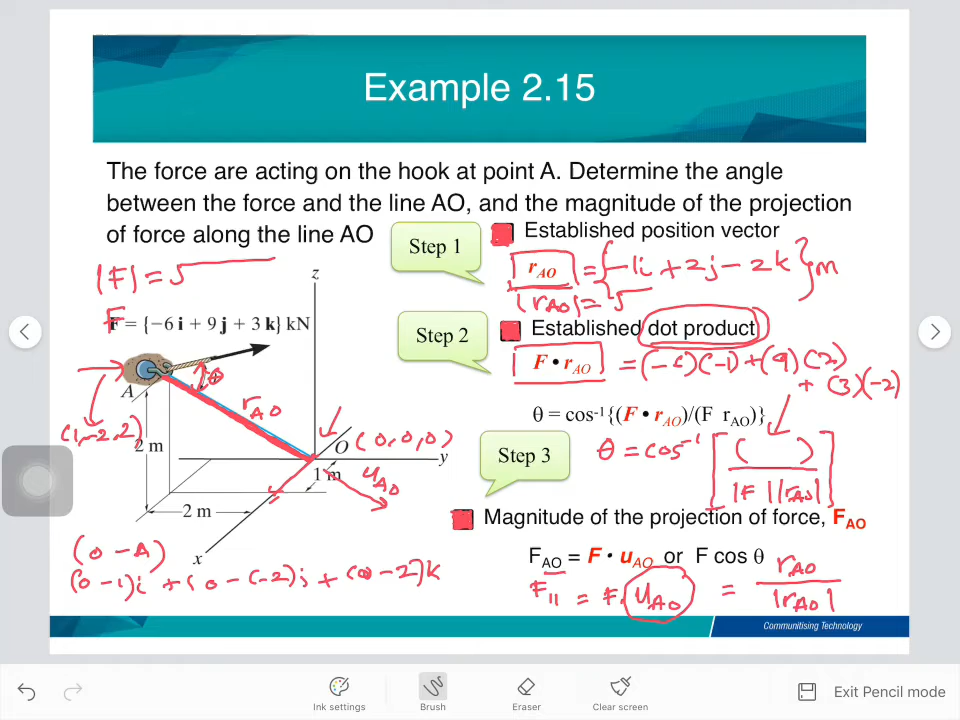 Example 2.15
The force are acting on the hook at point A. Determine the angle
between the force and the line AO, and the magnitude of the projection
of force along the line AO
Step 1
Established position vector
r_AO = {-1i + 2j - 2k}m
|r_AO| = √
|F| = √
z
F
F = {–6 i + 9 j + 3 k} kN
Step 2
Established dot product
F • r_AO = (-6)(-1) + (9)(2)
+ (3)(-2)
θ
A
r_AO
(1,-2,2)
2 m
θ = cos⁻¹{(F • r_AO)/(F r_AO)}
O (0,0,0)
y
Step 3
θ = cos⁻¹ [ ( ) / |F||r_AO| ]
1 m
u_AO
2 m
x
Magnitude of the projection of force, F_AO
(0 - A)
(0 - 1)i + (0 - (-2)j + (0 - 2)k
F_AO = F • u_AO or F cos θ
F_11 = F. u_AO = r_AO / |r_AO|
Communitising Technology
Ink settings
Brush
Eraser
Clear screen
Exit Pencil mode